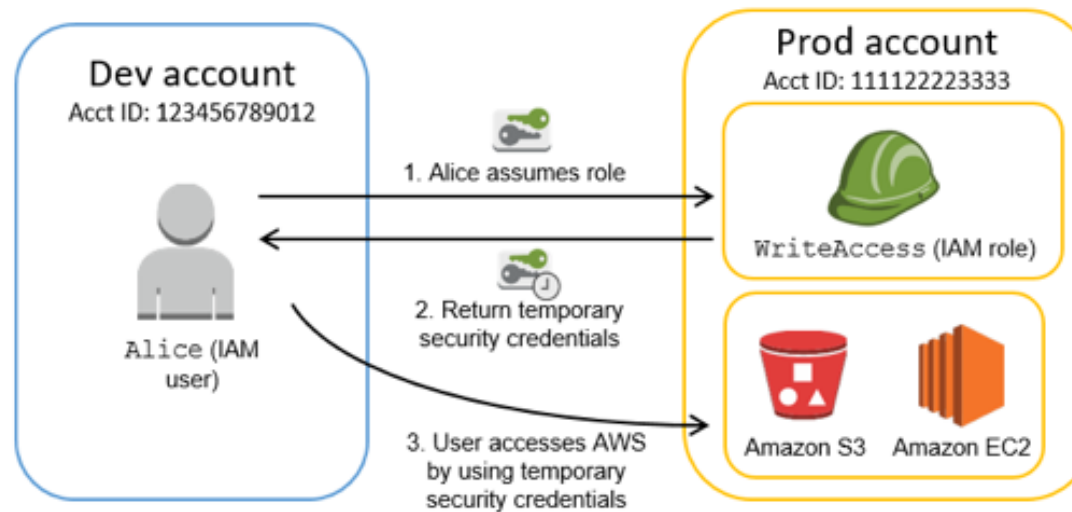 Dev account
Acct ID: 123456789012
Alice (IAM
user)
1. Alice assumes role
2. Return temporary
security credentials
3. User accesses AWS
by using temporary
security credentials
Prod account
Acct ID: 111122223333
WriteAccess (IAM role)
Amazon S3
Amazon EC2